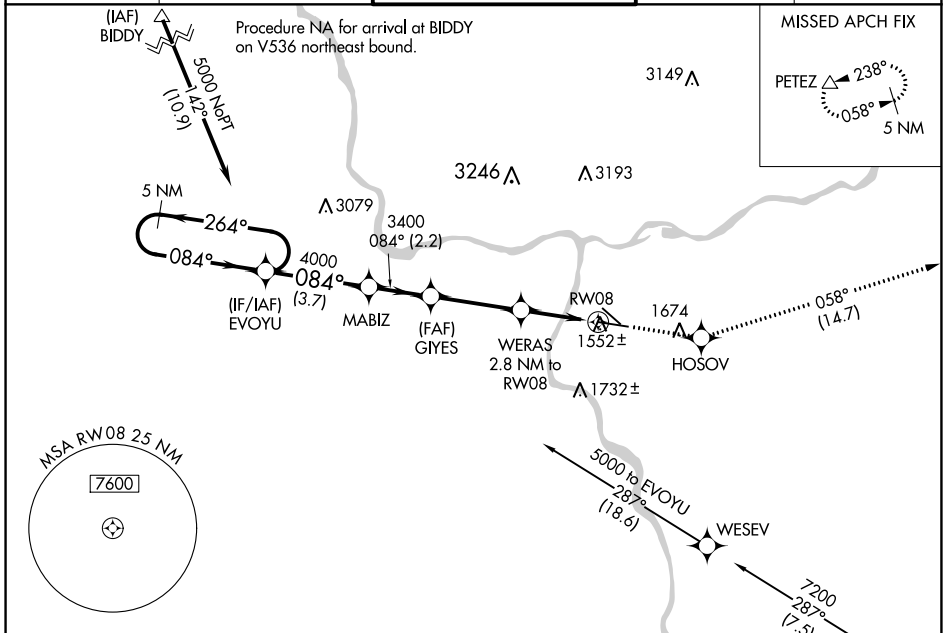 (IAF)
BIDDY
Procedure NA for arrival at BIDDY
on V536 northeast bound.
MISSED APCH FIX
PETEZ
238°
058°
5 NM
5000 NoPT
142°
(10.9)
3149
3246
3193
3079
5 NM
264°
084°
3400
084° (2.2)
4000
084°
(3.7)
(IF/IAF)
EVOYU
MABIZ
(FAF)
GIYES
WERAS
2.8 NM to
RW08
RW08
1552±
1674
HOSOV
058°
(14.7)
1732±
MSA RW08 25 NM
7600
5000 to EVOYU
287°
(18.6)
WESEV
7200
287°
(7.5)